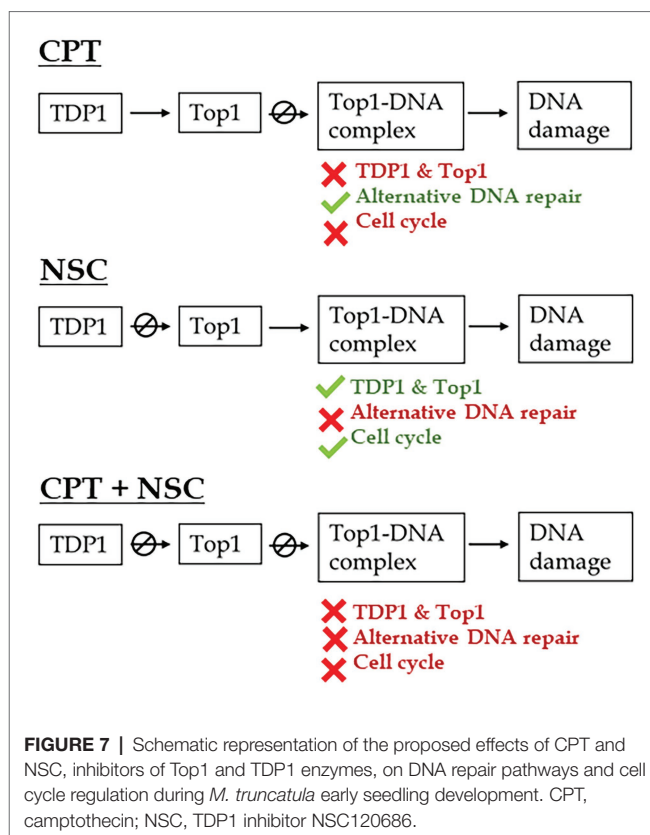 CPT
TDP1 Top1 Top1-DNA complex DNA damage
TDP1 & Top1
Alternative DNA repair
Cell cycle
NSC
TDP1 Top1 Top1-DNA complex DNA damage
TDP1 & Top1
Alternative DNA repair
Cell cycle
CPT + NSC
TDP1 Top1 Top1-DNA complex DNA damage
TDP1 & Top1
Alternative DNA repair
Cell cycle
FIGURE 7 | Schematic representation of the proposed effects of CPT and
NSC, inhibitors of Top1 and TDP1 enzymes, on DNA repair pathways and cell
cycle regulation during M. truncatula early seedling development. CPT,
camptothecin; NSC, TDP1 inhibitor NSC120686.